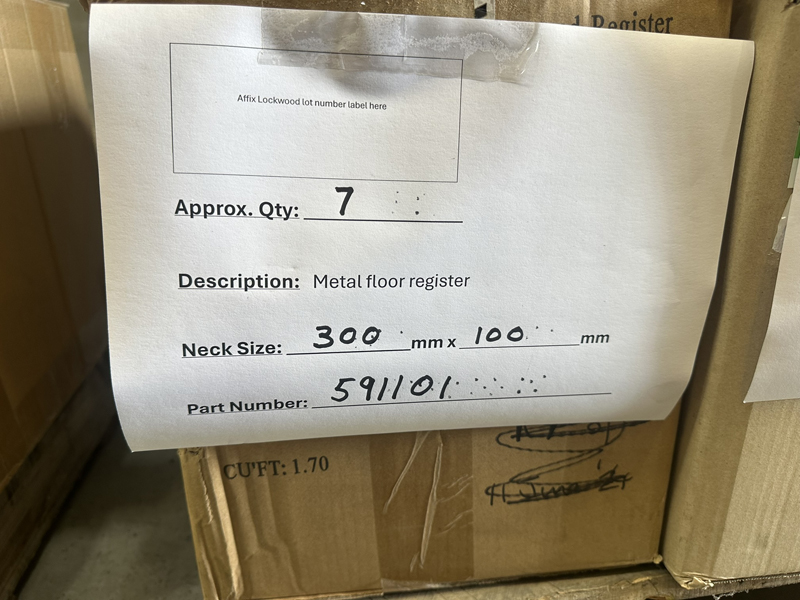 Register
Affix Lockwood lot number label here
Approx. Qty: 7
Description: Metal floor register
Neck Size: 300 mm x 100 mm
Part Number: 591101
CU'FT: 1.70